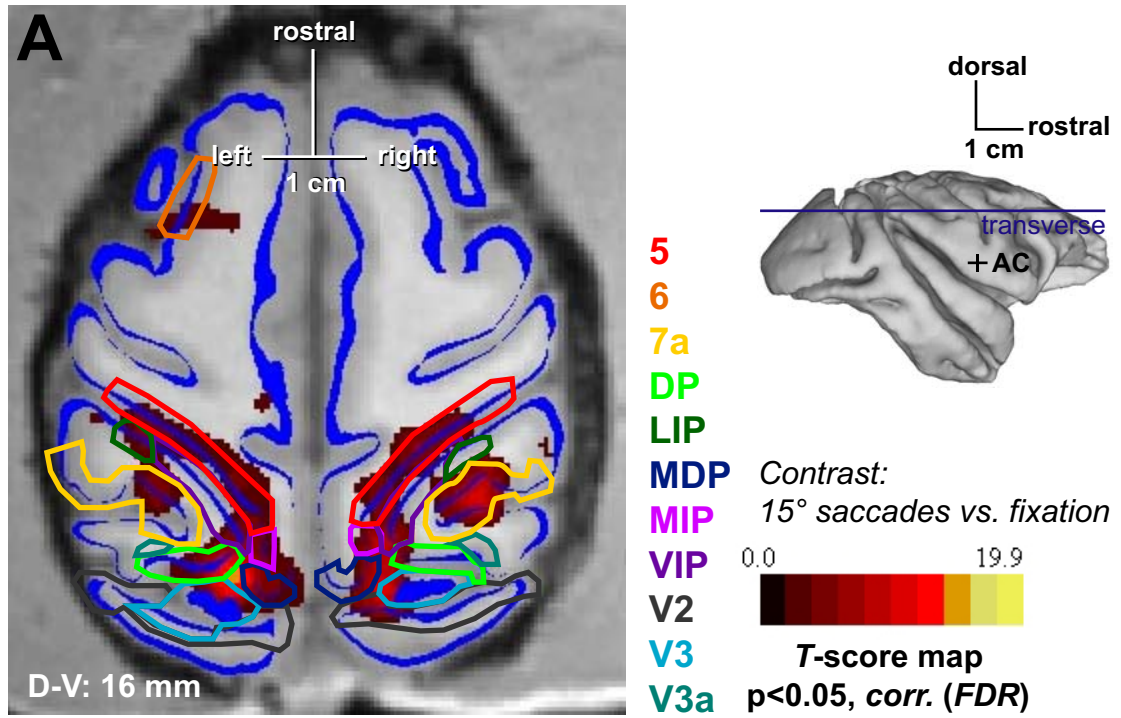 A
rostral
left
right
1 cm
D-V: 16 mm
dorsal
rostral
1 cm
transverse
+ AC
5
6
7a
DP
LIP
MDP
MIP
VIP
V2
V3
V3a
Contrast:
15° saccades vs. fixation
0.0 19.9
T-score map
p<0.05, corr. (FDR)